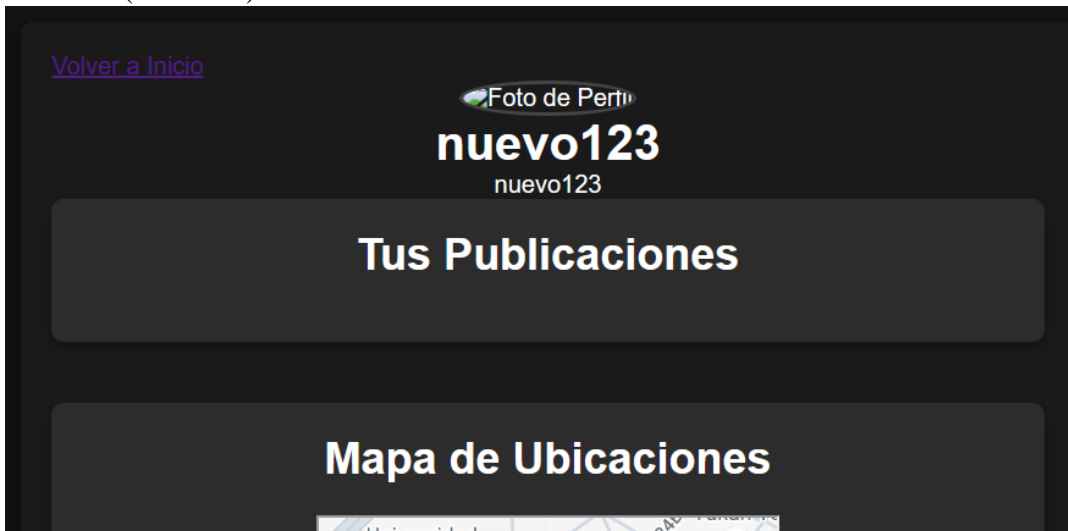 Volver a Inicio
Foto de Perfil
nuevo123
nuevo123
Tus Publicaciones
Mapa de Ubicaciones